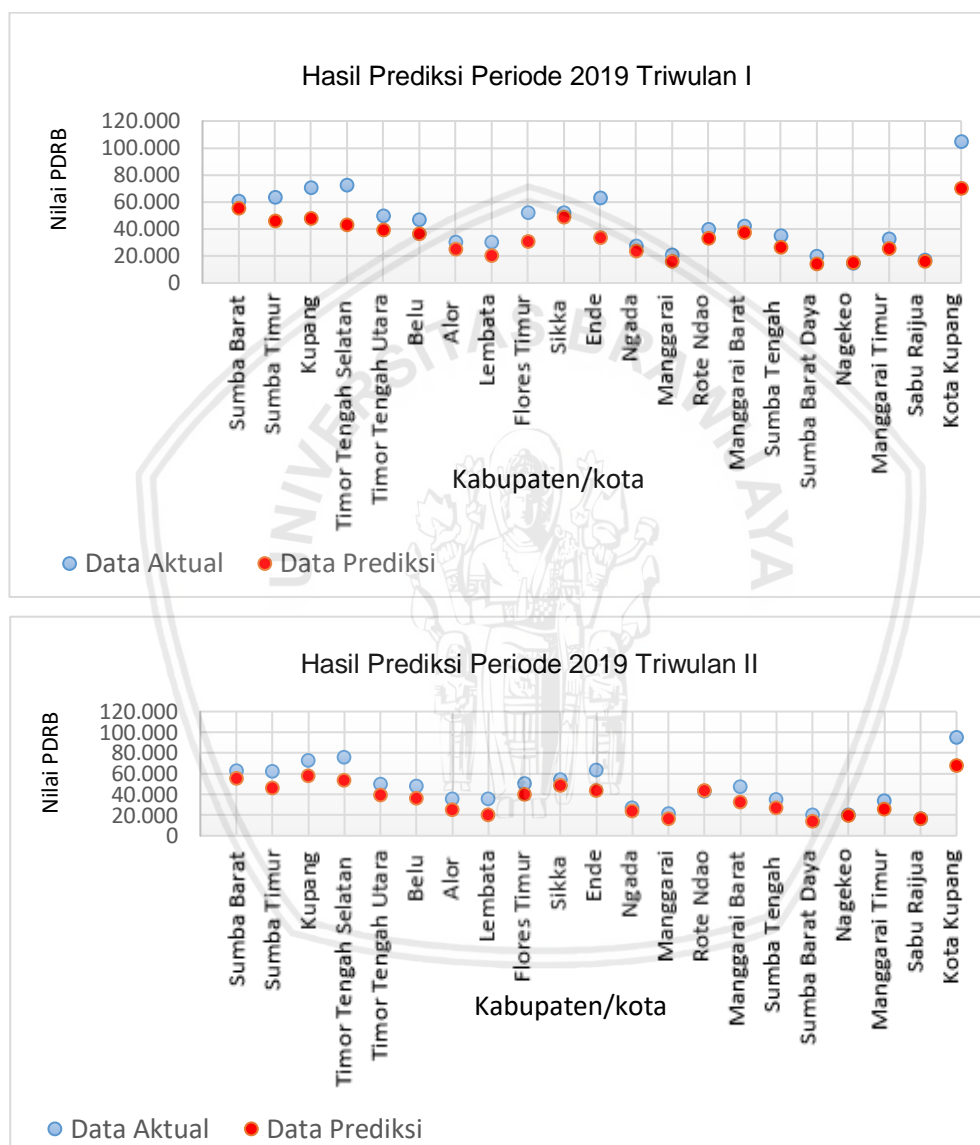 Hasil Prediksi Periode 2019 Triwulan I
Nilai PDRB
120.000
100.000
80.000
60.000
40.000
20.000
0
Sumba Barat
Sumba Timur
Kupang
Timor Tengah Selatan
Timor Tengah Utara
Belu
Alor
Lembata
Flores Timur
Sikka
Ende
Ngada
Manggarai
Rote Ndao
Manggarai Barat
Sumba Tengah
Sumba Barat Daya
Nagekeo
Manggarai Timur
Sabu Raijua
Kota Kupang
Kabupaten/kota
Data Aktual Data Prediksi
UNIVERSITAS BRAWIJAYA
Hasil Prediksi Periode 2019 Triwulan II
Nilai PDRB
120.000
100.000
80.000
60.000
40.000
20.000
0
Sumba Barat
Sumba Timur
Kupang
Timor Tengah Selatan
Timor Tengah Utara
Belu
Alor
Lembata
Flores Timur
Sikka
Ende
Ngada
Manggarai
Rote Ndao
Manggarai Barat
Sumba Tengah
Sumba Barat Daya
Nagekeo
Manggarai Timur
Sabu Raijua
Kota Kupang
Kabupaten/kota
Data Aktual Data Prediksi